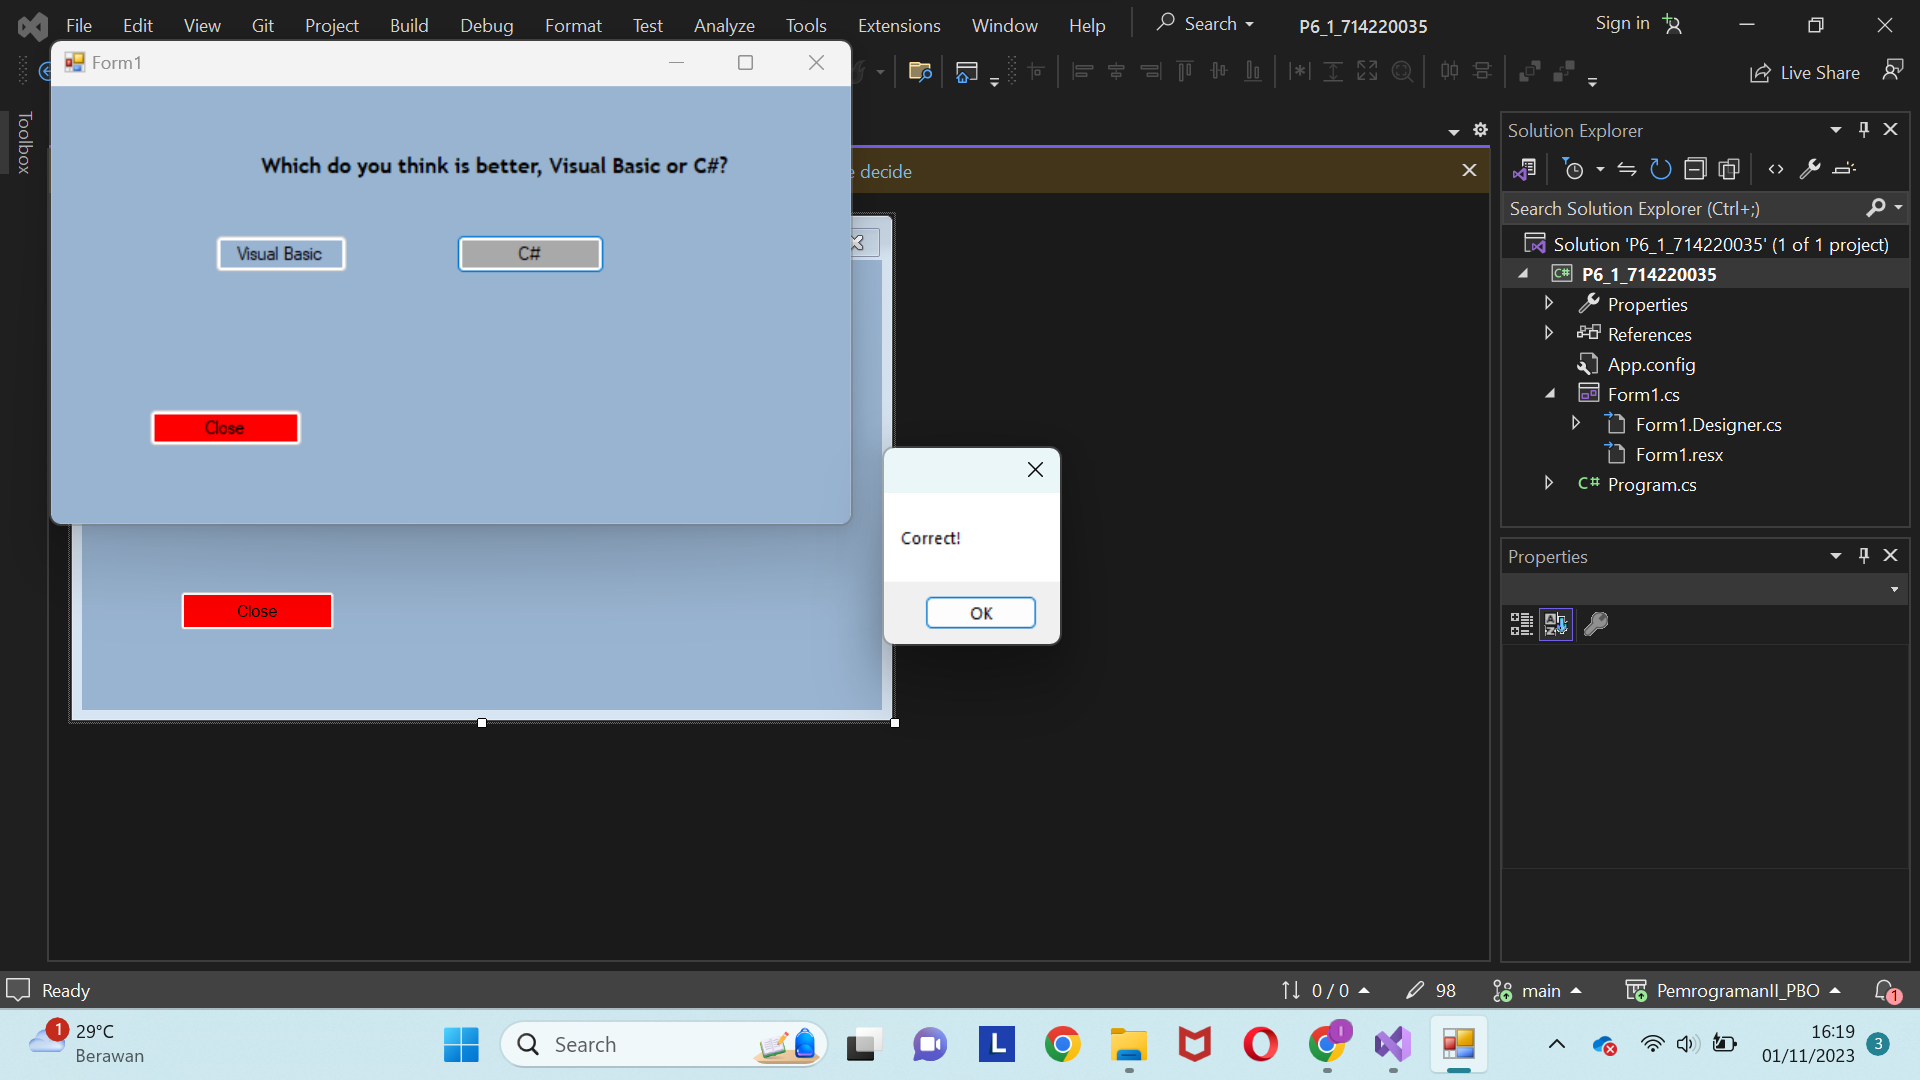 File Edit View Git Project Build Debug Format Test Analyze Tools Extensions Window Help Search P6_1_714220035 Sign in
Form1
Live Share
Toolbox
Which do you think is better, Visual Basic or C#?
decide
Visual Basic
C#
Close
Close
Correct!
OK
Solution Explorer
Search Solution Explorer (Ctrl+;)
Solution 'P6_1_714220035' (1 of 1 project)
C# P6_1_714220035
Properties
References
App.config
Form1.cs
Form1.Designer.cs
Form1.resx
C# Program.cs
Properties
Ready
0 / 0
98
main
PemrogramanII_PBO
1
1
29°C
Berawan
Search
L
16:19
01/11/2023
3